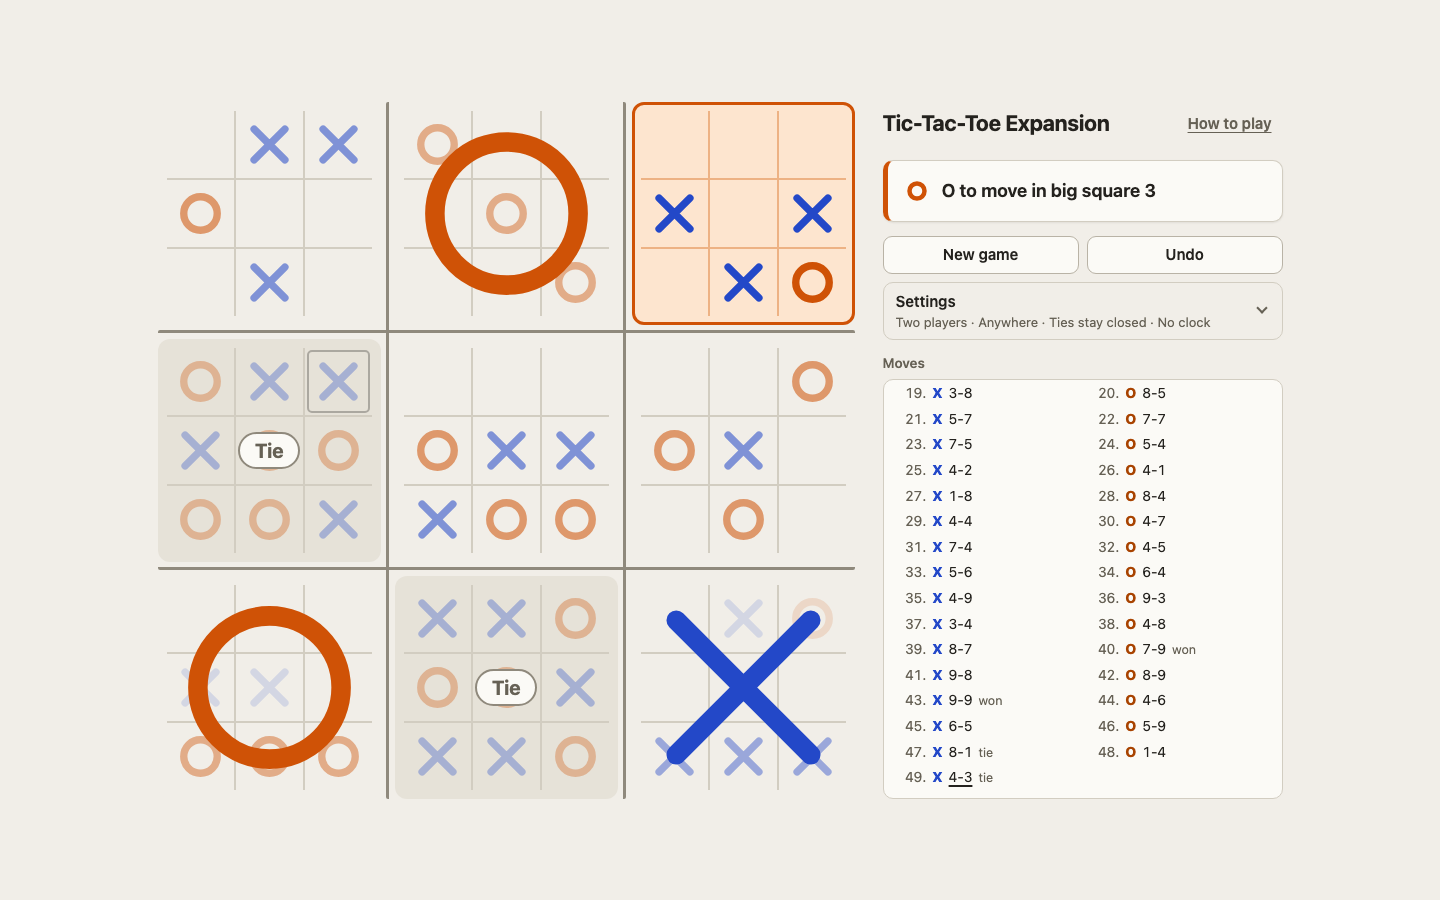 Tic-Tac-Toe Expansion
How to play
O to move in big square 3
New game
Undo
Settings
Two players · Anywhere · Ties stay closed · No clock
Moves
19. X 3-8 20. O 8-5
21. X 5-7 22. O 7-7
23. X 7-5 24. O 5-4
25. X 4-2 26. O 4-1
27. X 1-8 28. O 8-4
29. X 4-4 30. O 4-7
31. X 7-4 32. O 4-5
33. X 5-6 34. O 6-4
35. X 4-9 36. O 9-3
37. X 3-4 38. O 4-8
39. X 8-7 40. O 7-9 won
41. X 9-8 42. O 8-9
43. X 9-9 won 44. O 4-6
45. X 6-5 46. O 5-9
47. X 8-1 tie 48. O 1-4
49. X 4-3 tie
Tie
Tie